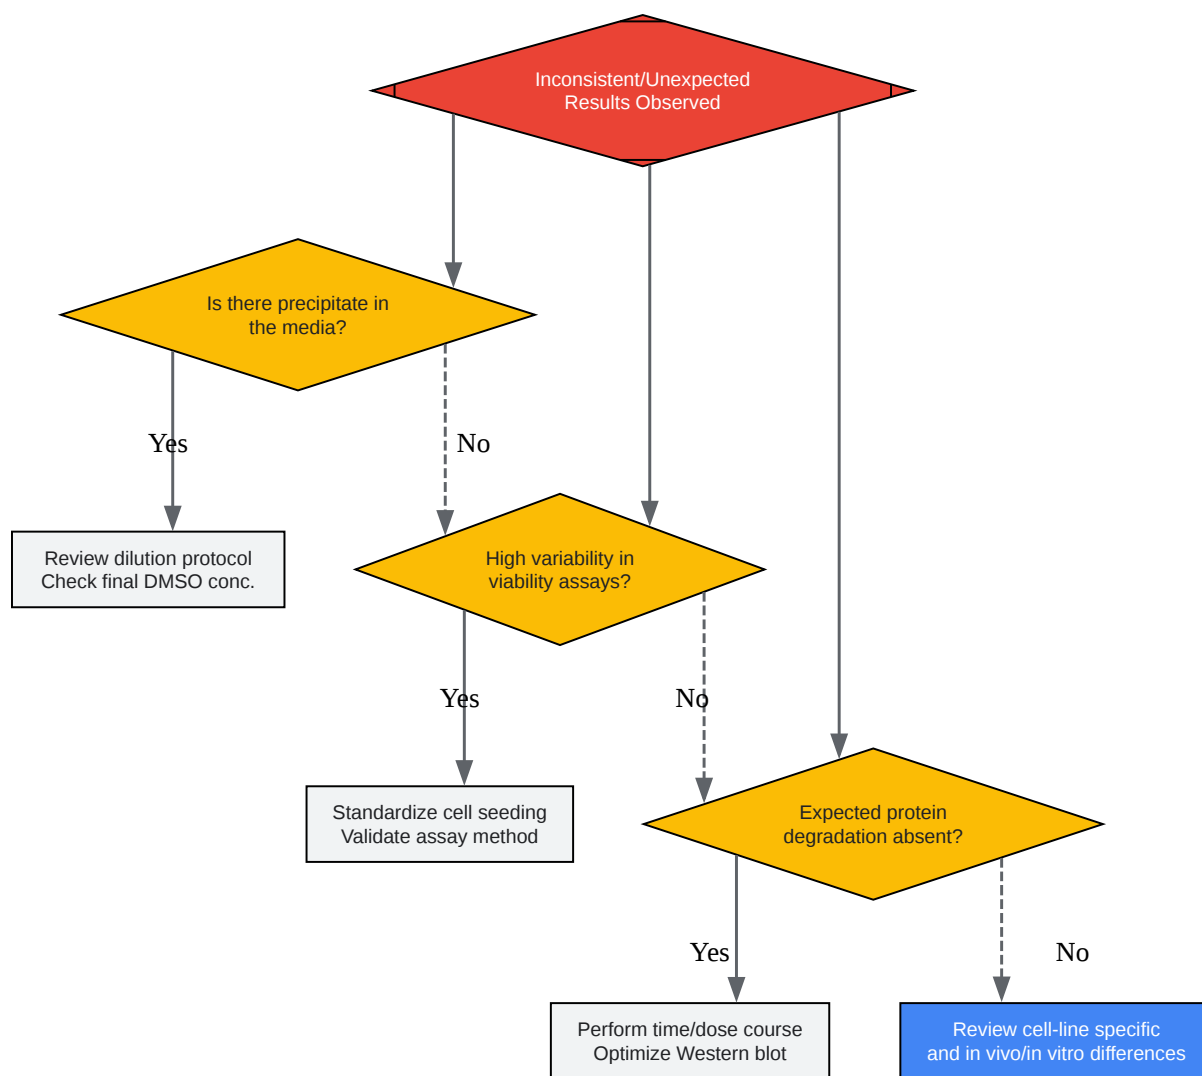 Inconsistent/Unexpected
Results Observed
Is there precipitate in
the media?
Yes
No
Review dilution protocol
Check final DMSO conc.
High variability in
viability assays?
Yes
No
Standardize cell seeding
Validate assay method
Expected protein
degradation absent?
Yes
No
Perform time/dose course
Optimize Western blot
Review cell-line specific
and in vivo/in vitro differences